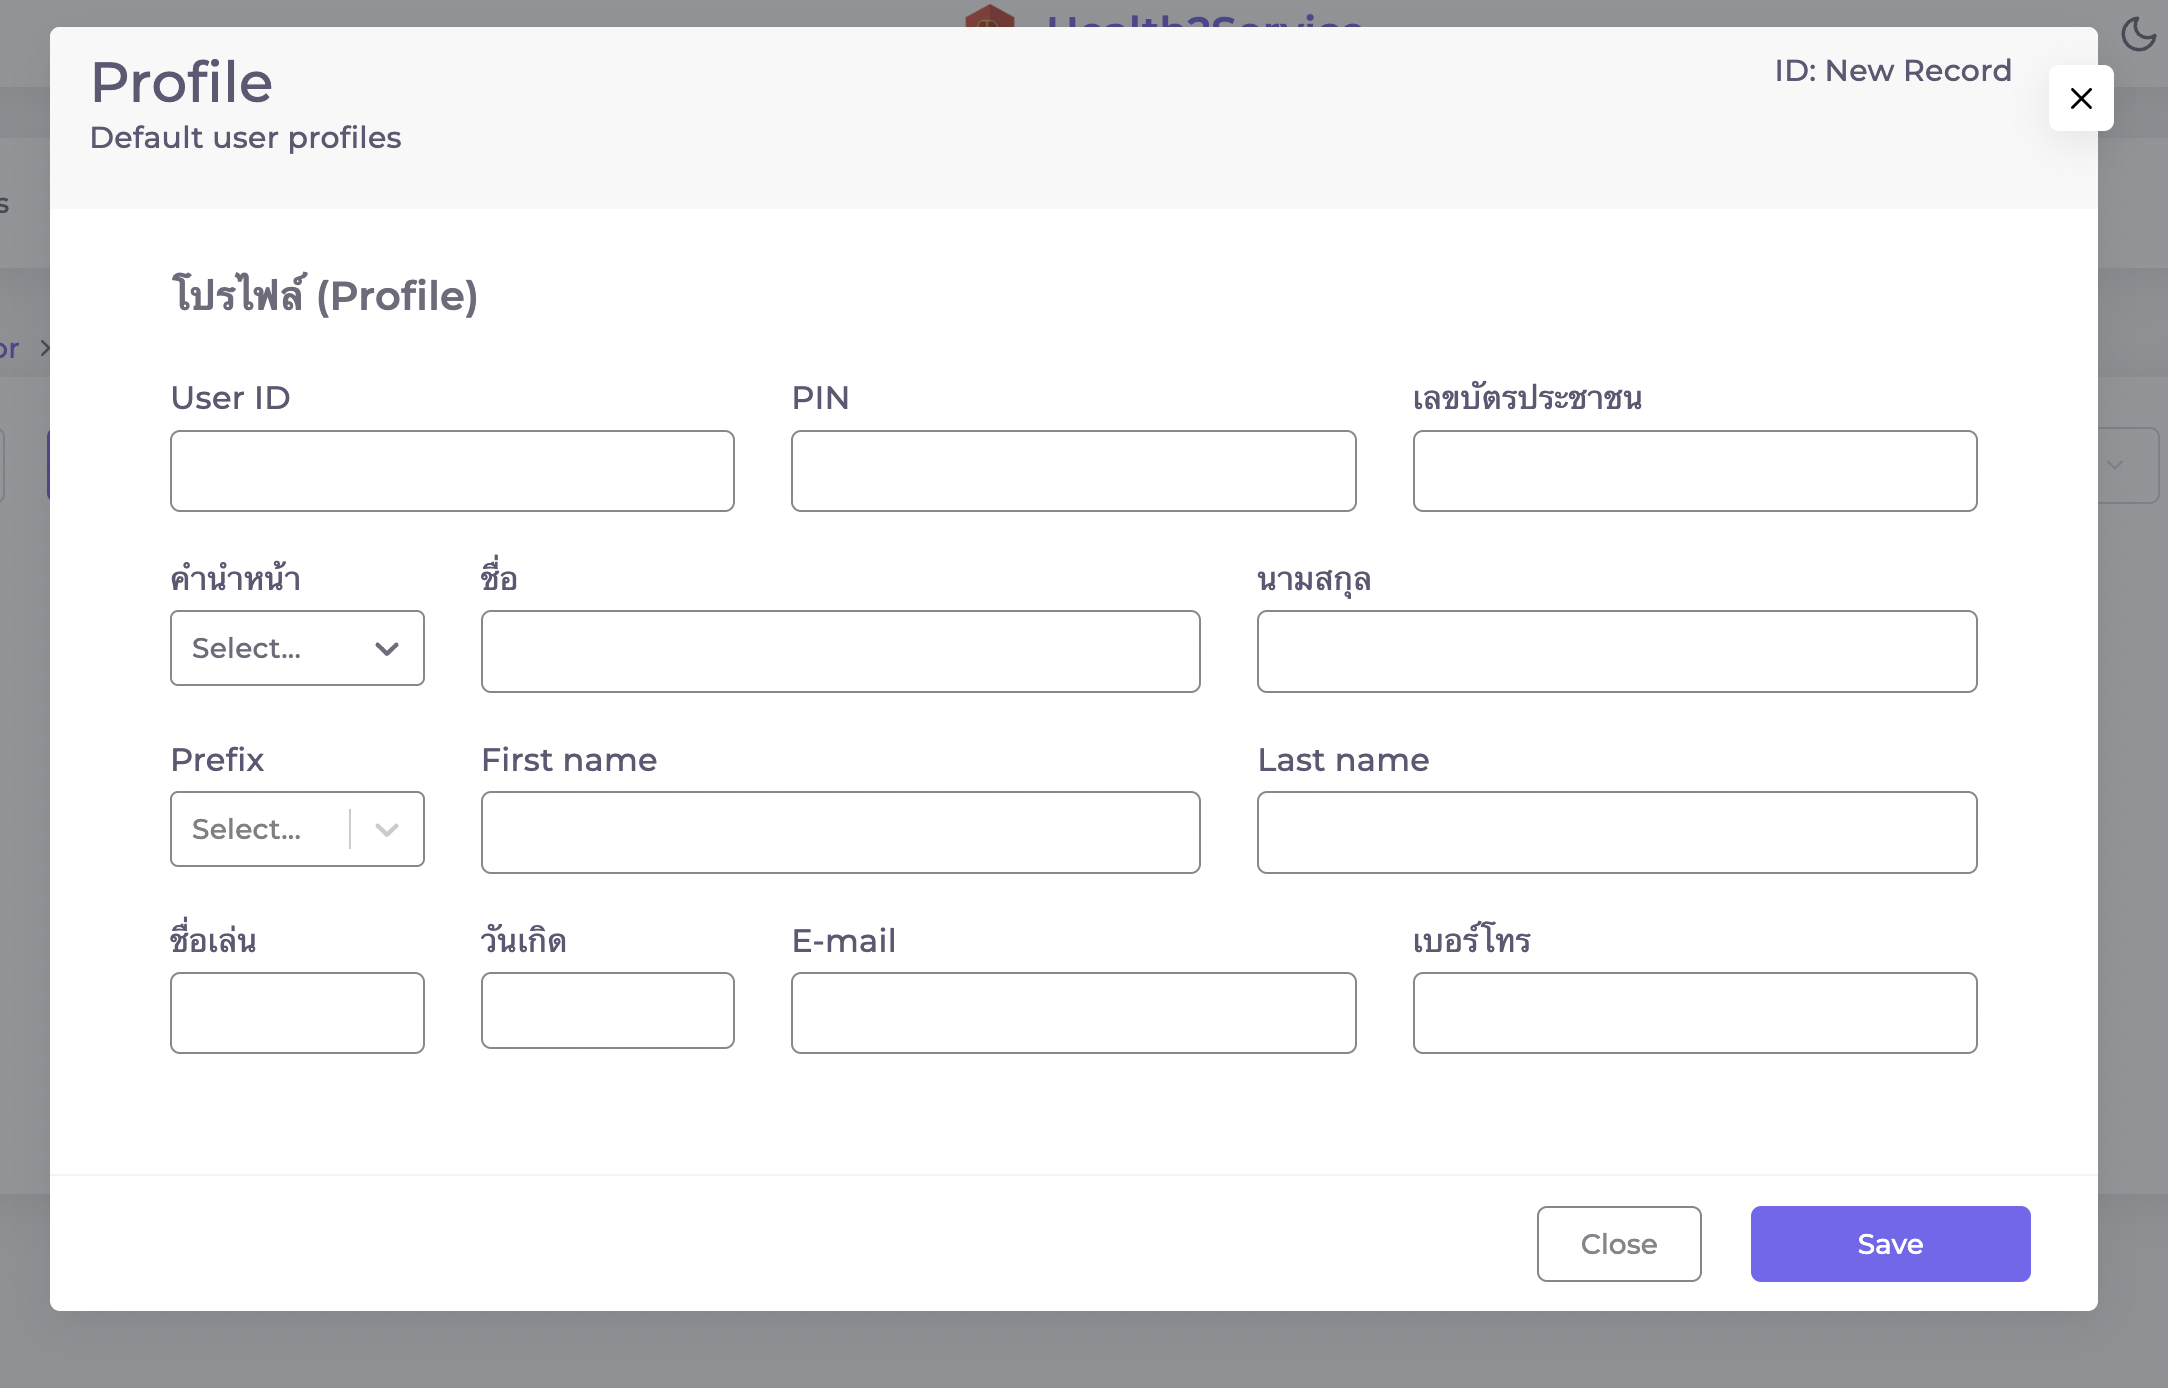 Profile
Default user profiles
ID: New Record
โปรไฟล์ (Profile)
User ID
PIN
เลขบัตรประชาชน
คำนำหน้า
ชื่อ
นามสกุล
Select...
Prefix
First name
Last name
Select...
ชื่อเล่น
วันเกิด
E-mail
เบอร์โทร
Close
Save